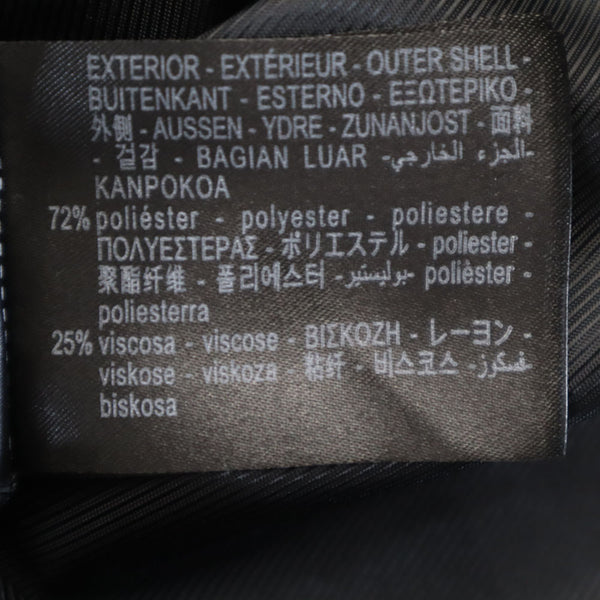 EXTERIOR - EXTÉRIEUR - OUTER SHELL -
BUITENKANT - ESTERNO - ΕΞΩΤΕΡΙΚΟ -
外側 - AUSSEN - YDRE - ZUNANJOST - 面料
- 겉감 - BAGIAN LUAR - الجزء الخارجي -
KANPOKOA
72% poliéster - polyester - poliestere -
ΠΟΛΥΕΣΤΕΡΑΣ - ポリエステル - poliester -
聚酯纤维 - 폴리에스터 - بوليستير - polièster -
poliesterra
25% viscosa - viscose - ΒΙΣΚΟΖΗ - レーヨン -
viskose - viskoza - 粘纤 - 비스코스 - فسكوز -
biskosa